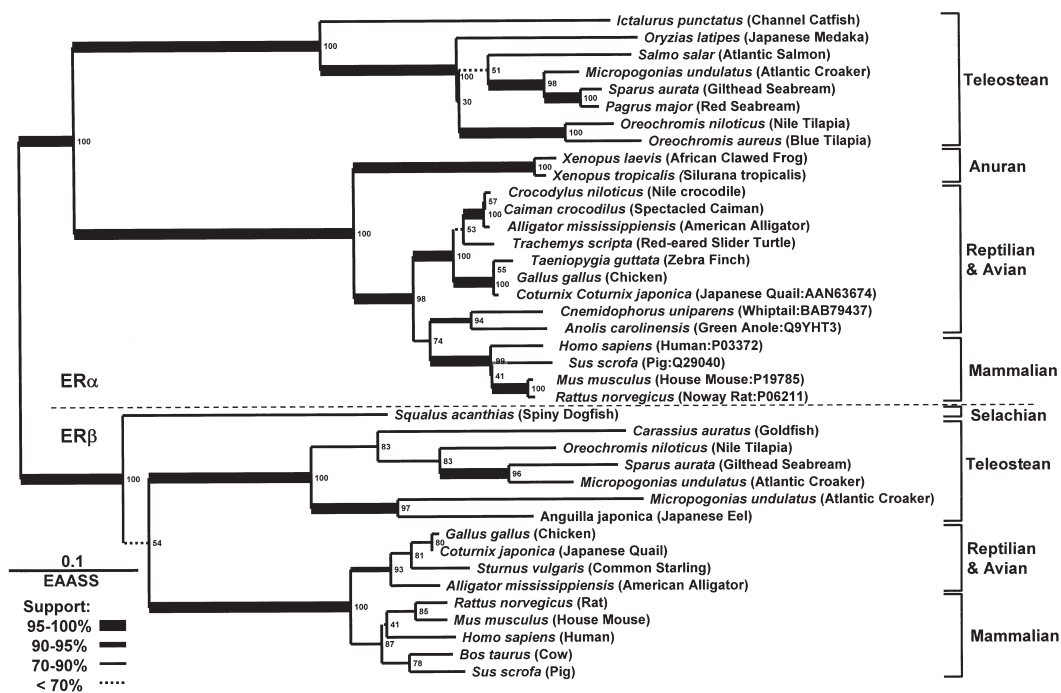 Ictalurus punctatus (Channel Catfish)
100
Oryzias latipes (Japanese Medaka)
Salmo salar (Atlantic Salmon)
51
100
Micropogonias undulatus (Atlantic Croaker)
98
Teleostean
Sparus aurata (Gilthead Seabream)
100
30
Pagrus major (Red Seabream)
Oreochromis niloticus (Nile Tilapia)
100
Oreochromis aureus (Blue Tilapia)
100
Xenopus laevis (African Clawed Frog)
100
Anuran
Xenopus tropicalis (Silurana tropicalis)
Crocodylus niloticus (Nile crocodile)
57
Caiman crocodilus (Spectacled Caiman)
100
Alligator mississippiensis (American Alligator)
53
100
Trachemys scripta (Red-eared Slider Turtle)
100
Reptilian
& Avian
Taeniopygia guttata (Zebra Finch)
55
Gallus gallus (Chicken)
100
Coturnix Coturnix japonica (Japanese Quail:AAN63674)
98
Cnemidophorus uniparens (Whiptail:BAB79437)
94
Anolis carolinensis (Green Anole:Q9YHT3)
74
Homo sapiens (Human:P03372)
99
Sus scrofa (Pig:Q29040)
41
Mammalian
ERα
Mus musculus (House Mouse:P19785)
100
Rattus norvegicus (Noway Rat:P06211)
Squalus acanthias (Spiny Dogfish)
Selachian
ERβ
Carassius auratus (Goldfish)
83
Oreochromis niloticus (Nile Tilapia)
83
Sparus aurata (Gilthead Seabream)
Teleostean
96
100
100
Micropogonias undulatus (Atlantic Croaker)
Micropogonias undulatus (Atlantic Croaker)
97
Anguilla japonica (Japanese Eel)
Gallus gallus (Chicken)
80
54
Coturnix japonica (Japanese Quail)
81
Reptilian
& Avian
Sturnus vulgaris (Common Starling)
93
Alligator mississippiensis (American Alligator)
0.1
EAASS
100
Rattus norvegicus (Rat)
85
Mus musculus (House Mouse)
41
Homo sapiens (Human)
Mammalian
87
Bos taurus (Cow)
78
Sus scrofa (Pig)
Support:
95-100%
90-95%
70-90%
< 70%